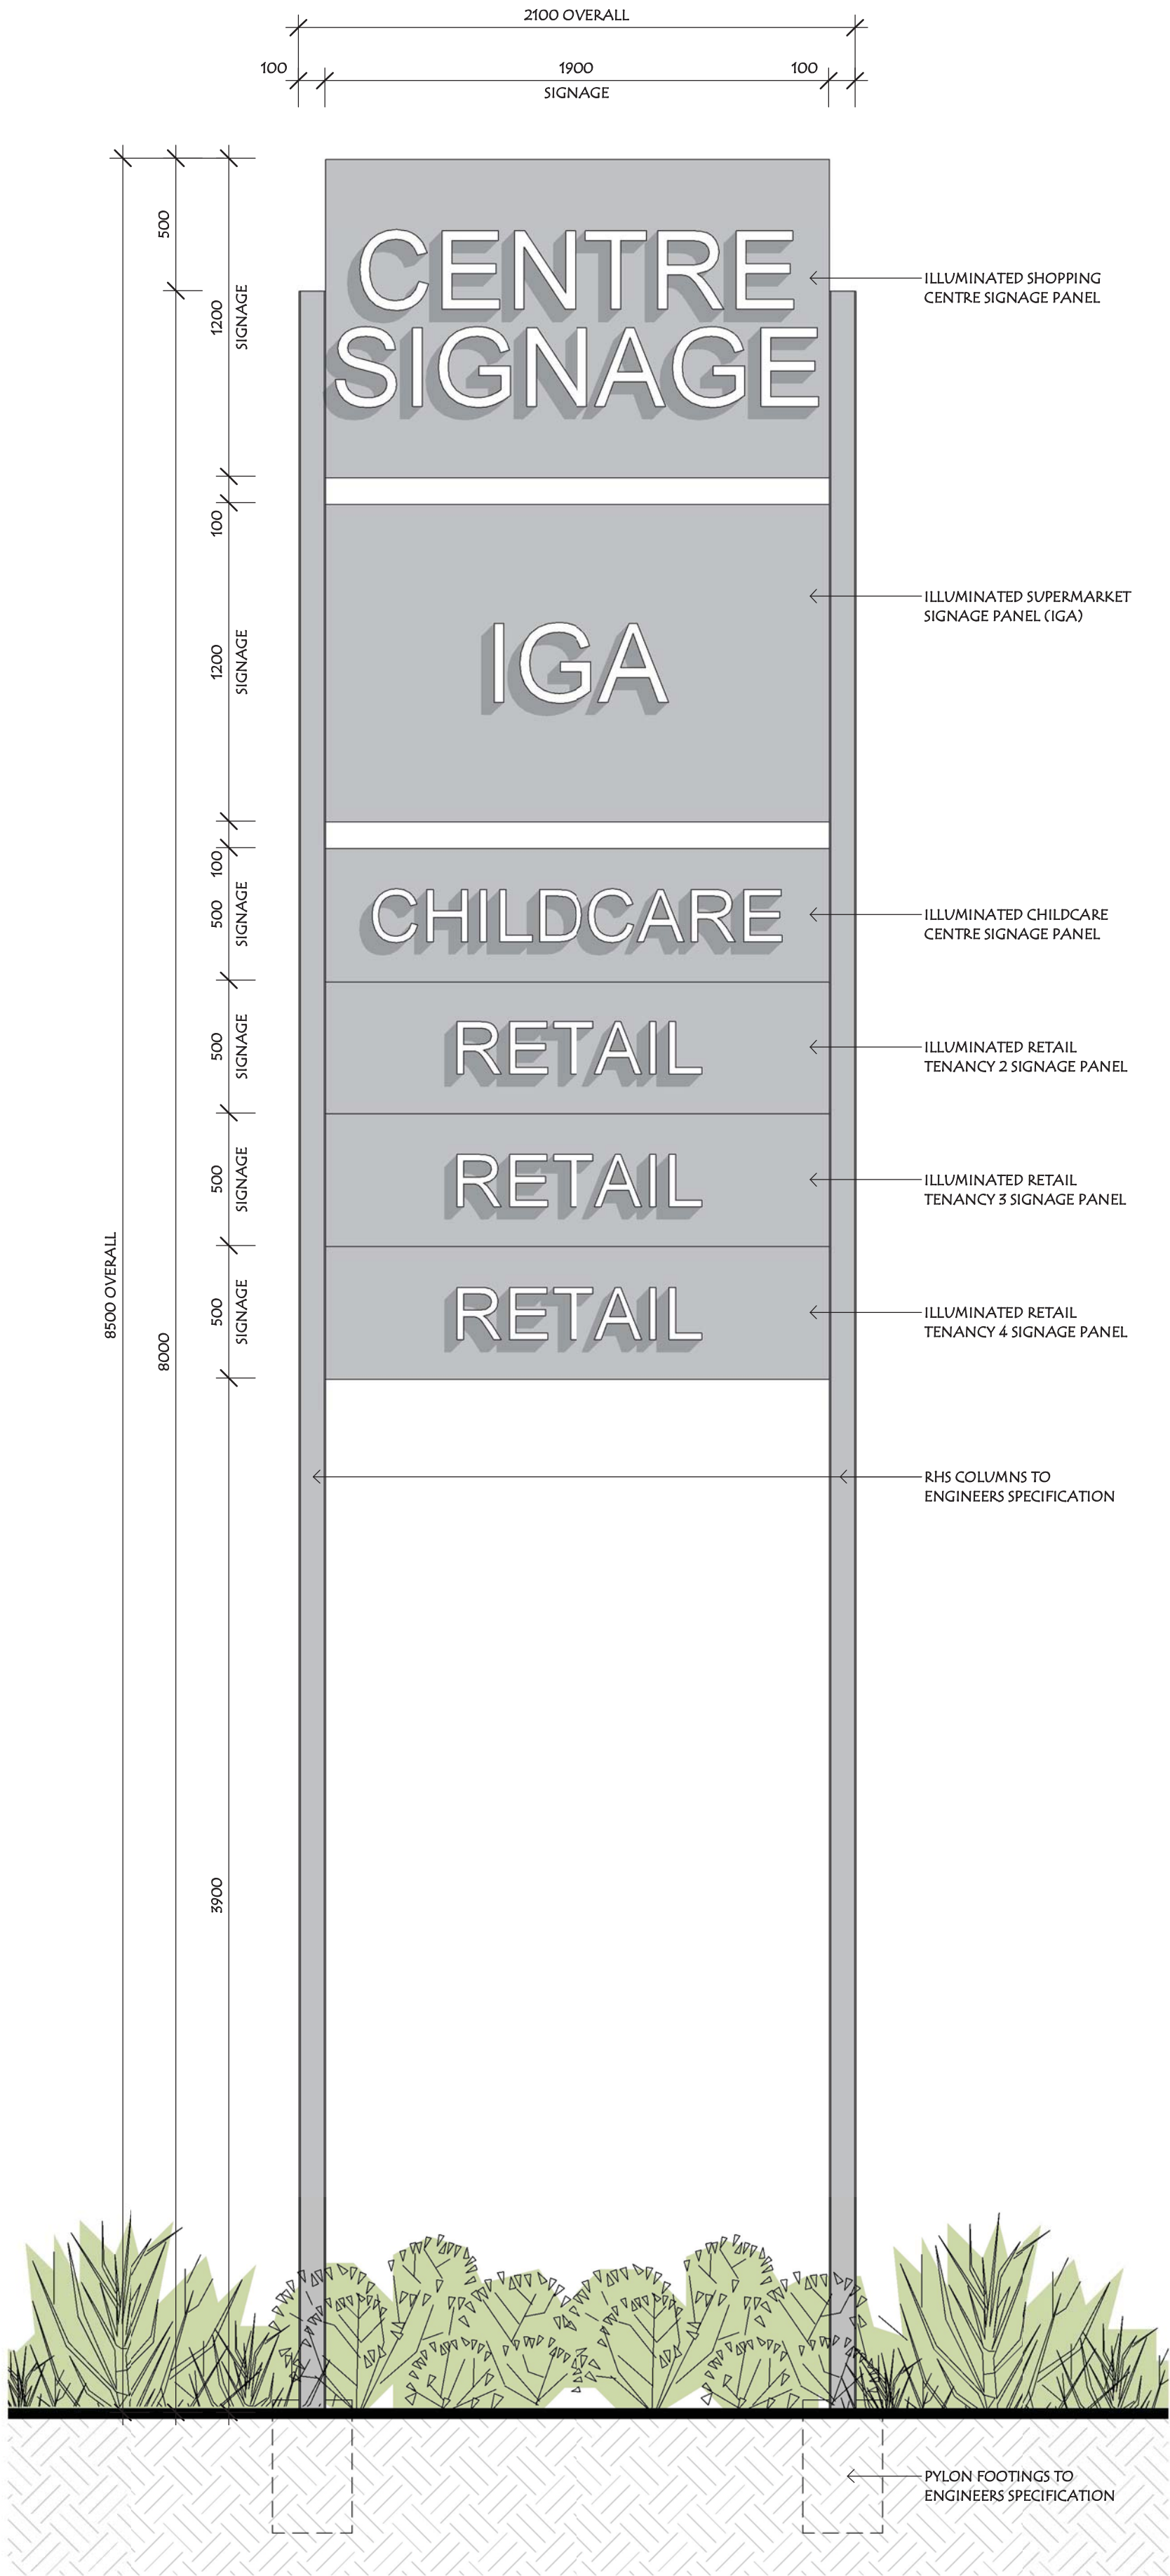 2100 OVERALL
100
1900
100
SIGNAGE
500
1200
SIGNAGE
CENTRE
SIGNAGE
ILLUMINATED SHOPPING
CENTRE SIGNAGE PANEL
100
1200
SIGNAGE
IGA
ILLUMINATED SUPERMARKET
SIGNAGE PANEL (IGA)
100
500
SIGNAGE
CHILDCARE
ILLUMINATED CHILDCARE
CENTRE SIGNAGE PANEL
500
SIGNAGE
RETAIL
ILLUMINATED RETAIL
TENANCY 2 SIGNAGE PANEL
500
SIGNAGE
RETAIL
ILLUMINATED RETAIL
TENANCY 3 SIGNAGE PANEL
8500 OVERALL
8000
500
SIGNAGE
RETAIL
ILLUMINATED RETAIL
TENANCY 4 SIGNAGE PANEL
RHS COLUMNS TO
ENGINEERS SPECIFICATION
3900
PYLON FOOTINGS TO
ENGINEERS SPECIFICATION